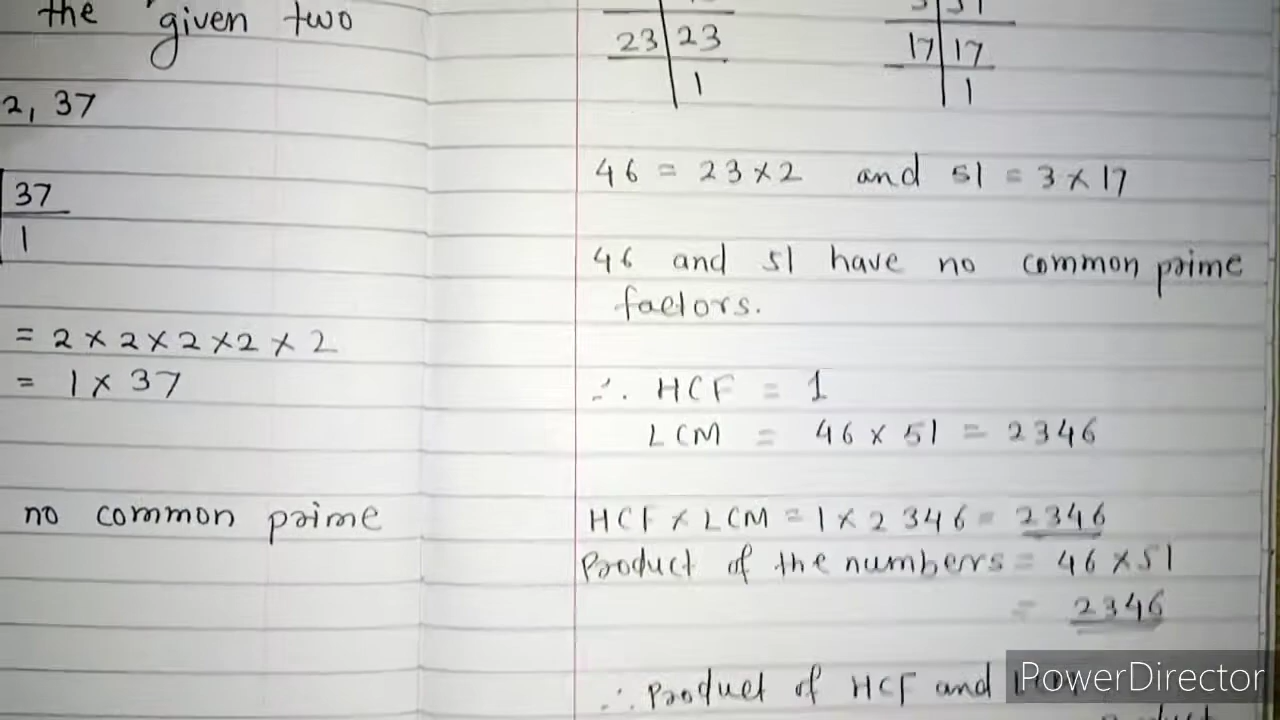 the given two
2, 37
37
1
= 2 × 2 × 2 × 2 × 2
= 1 × 37
no common prime
23 23
1
17 17
1
46 = 23 × 2 and 51 = 3 × 17
46 and 51 have no common prime
factors.
∴ HCF = 1
LCM = 46 × 51 = 2346
HCF × LCM = 1 × 2346 = 2346
Product of the numbers = 46 × 51
= 2346
∴ Product of HCF and
PowerDirector